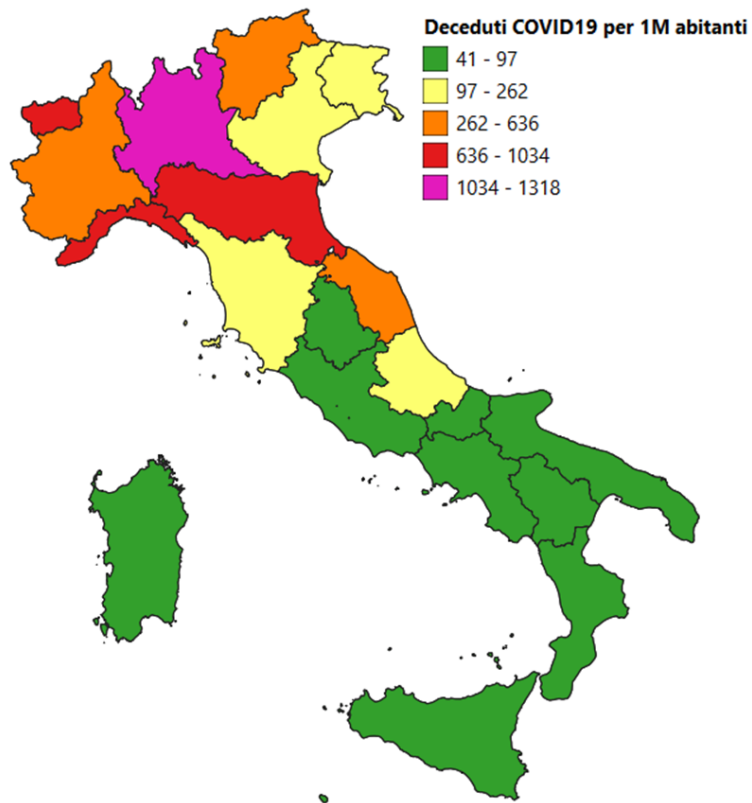 Deceduti COVID19 per 1M abitanti
41 - 97
97 - 262
262 - 636
636 - 1034
1034 - 1318